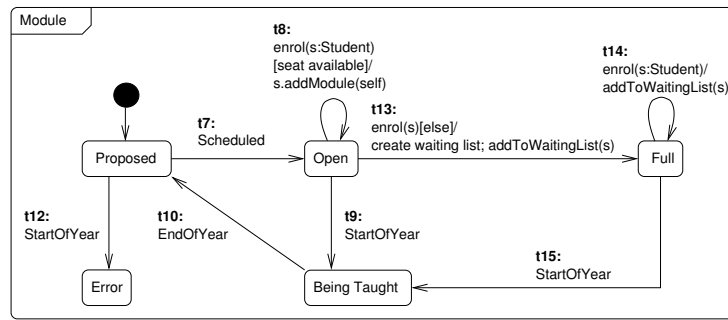 Module
t8:
enrol(s:Student)
[seat available]/
s.addModule(self)
t14:
enrol(s:Student)/
addToWaitingList(s)
t7:
Scheduled
t13:
enrol(s)[else]/
create waiting list; addToWaitingList(s)
Proposed
Open
Full
t12:
StartOfYear
t10:
EndOfYear
t9:
StartOfYear
t15:
StartOfYear
Error
Being Taught